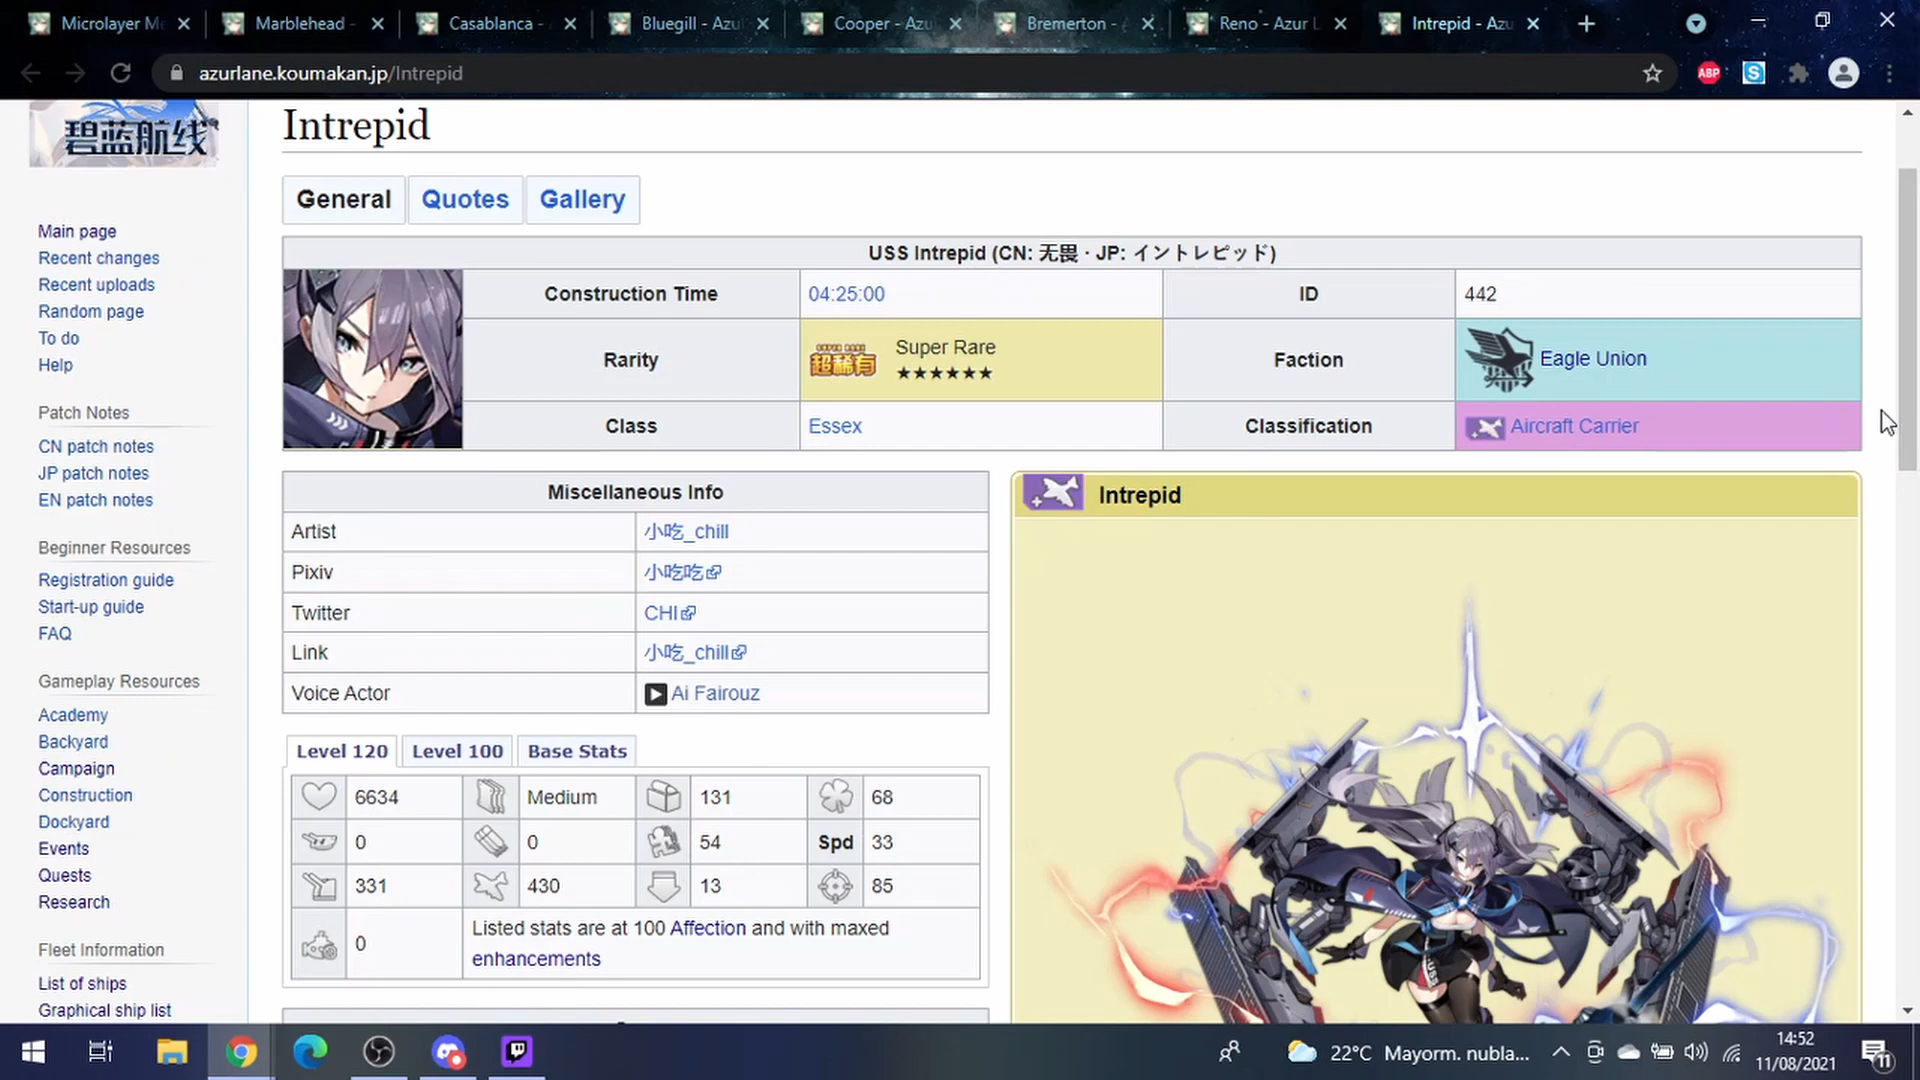 Microlayer Me
Marblehead -
Casablanca -
Bluegill - Azu
Cooper - Azu
Bremerton -
Reno - Azur L
Intrepid - Azu
azurlane.koumakan.jp/Intrepid
ABP
S
碧蓝航线
Intrepid
General
Quotes
Gallery
USS Intrepid (CN: 无畏 · JP: イントレピッド)
Construction Time
04:25:00
ID
442
Rarity
SUPER RARE
超稀有
Super Rare
★★★★★★
Faction
Eagle Union
Class
Essex
Classification
Aircraft Carrier
Main page
Recent changes
Recent uploads
Random page
To do
Help
Patch Notes
CN patch notes
JP patch notes
EN patch notes
Beginner Resources
Registration guide
Start-up guide
FAQ
Gameplay Resources
Academy
Backyard
Campaign
Construction
Dockyard
Events
Quests
Research
Fleet Information
List of ships
Graphical ship list
Miscellaneous Info
Artist
小吃_chill
Pixiv
小吃吃
Twitter
CHI
Link
小吃_chill
Voice Actor
Ai Fairouz
Intrepid
Level 120
Level 100
Base Stats
6634
Medium
131
68
0
0
54
Spd
33
331
430
13
85
0
Listed stats are at 100 Affection and with maxed
enhancements
22°C Mayorm. nubla...
14:52
11/08/2021
11